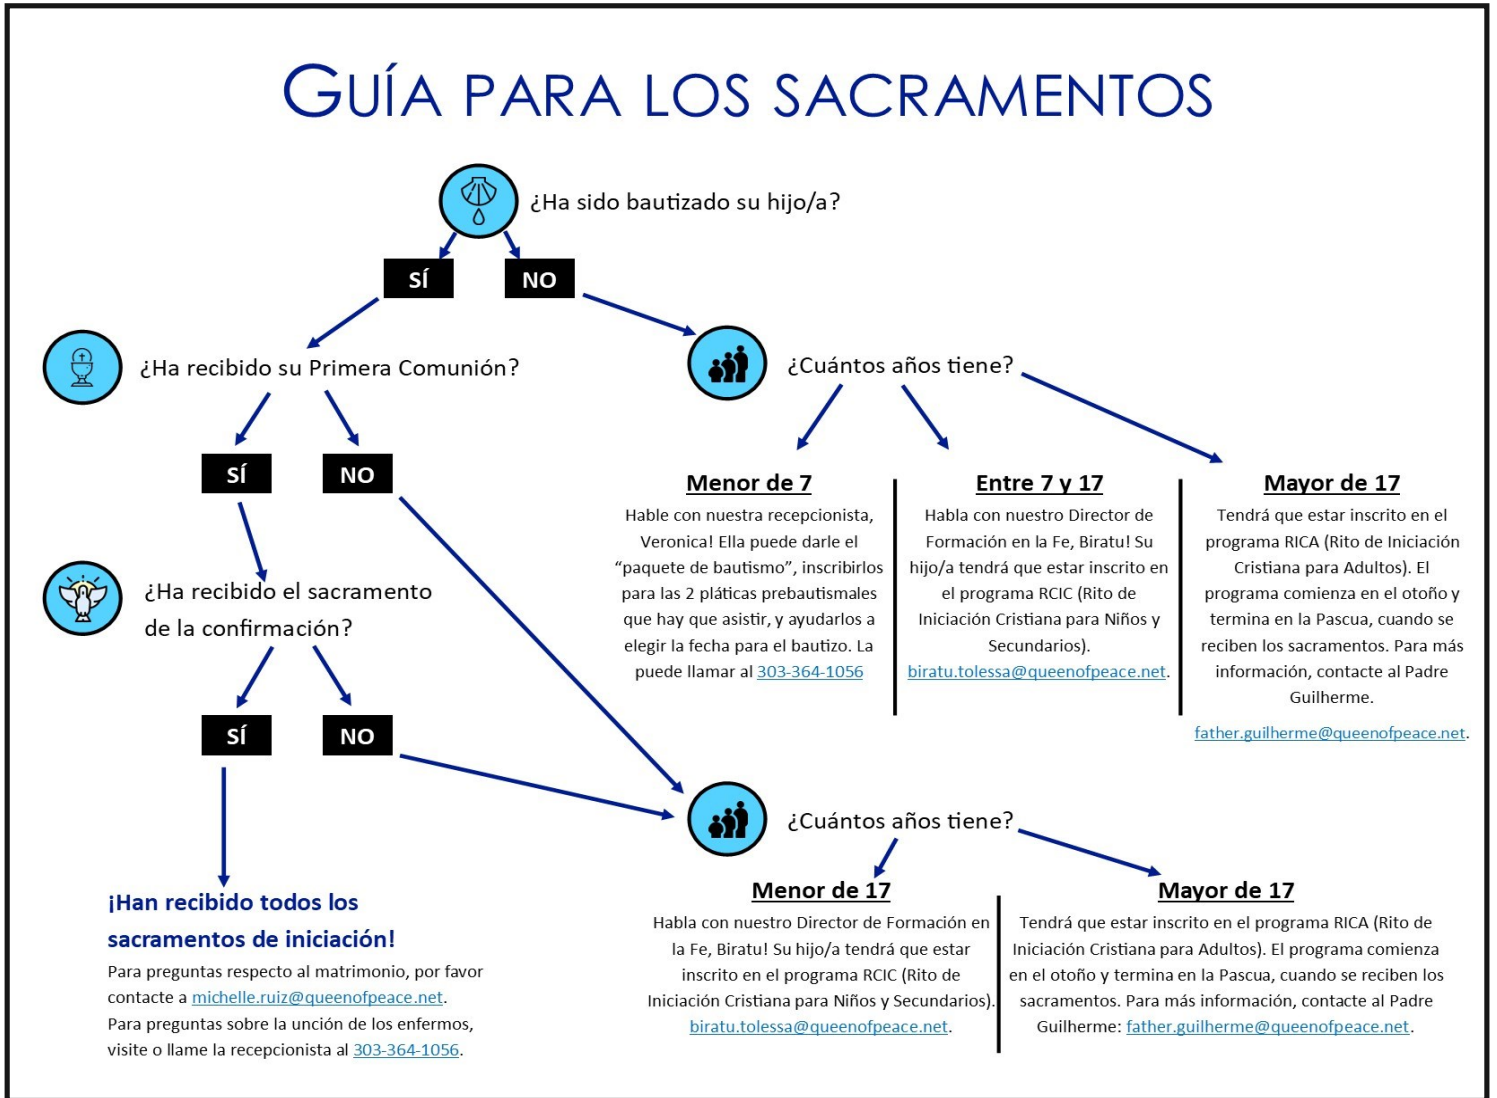 GUÍA PARA LOS SACRAMENTOS
¿Ha sido bautizado su hijo/a?
SÍ
NO
¿Ha recibido su Primera Comunión?
¿Cuántos años tiene?
SÍ
NO
Menor de 7
Hable con nuestra recepcionista,
Veronica! Ella puede darle el
“paquete de bautismo”, inscribirlos
para las 2 pláticas prebautismales
que hay que asistir, y ayudarlos a
elegir la fecha para el bautizo. La
puede llamar al 303-364-1056
Entre 7 y 17
Habla con nuestro Director de
Formación en la Fe, Biratu! Su
hijo/a tendrá que estar inscrito en
el programa RCIC (Rito de
Iniciación Cristiana para Niños y
Secundarios).
biratu.tolessa@queenofpeace.net.
Mayor de 17
Tendrá que estar inscrito en el
programa RICA (Rito de Iniciación
Cristiana para Adultos). El
programa comienza en el otoño y
termina en la Pascua, cuando se
reciben los sacramentos. Para más
información, contacte al Padre
Guilherme.
father.guilherme@queenofpeace.net.
¿Ha recibido el sacramento
de la confirmación?
SÍ
NO
¡Han recibido todos los
sacramentos de iniciación!
Para preguntas respecto al matrimonio, por favor
contacte a michelle.ruiz@queenofpeace.net.
Para preguntas sobre la unción de los enfermos,
visite o llame la recepcionista al 303-364-1056.
¿Cuántos años tiene?
Menor de 17
Habla con nuestro Director de Formación en
la Fe, Biratu! Su hijo/a tendrá que estar
inscrito en el programa RCIC (Rito de
Iniciación Cristiana para Niños y Secundarios).
biratu.tolessa@queenofpeace.net.
Mayor de 17
Tendrá que estar inscrito en el programa RICA (Rito de
Iniciación Cristiana para Adultos). El programa comienza
en el otoño y termina en la Pascua, cuando se reciben los
sacramentos. Para más información, contacte al Padre
Guilherme: father.guilherme@queenofpeace.net.